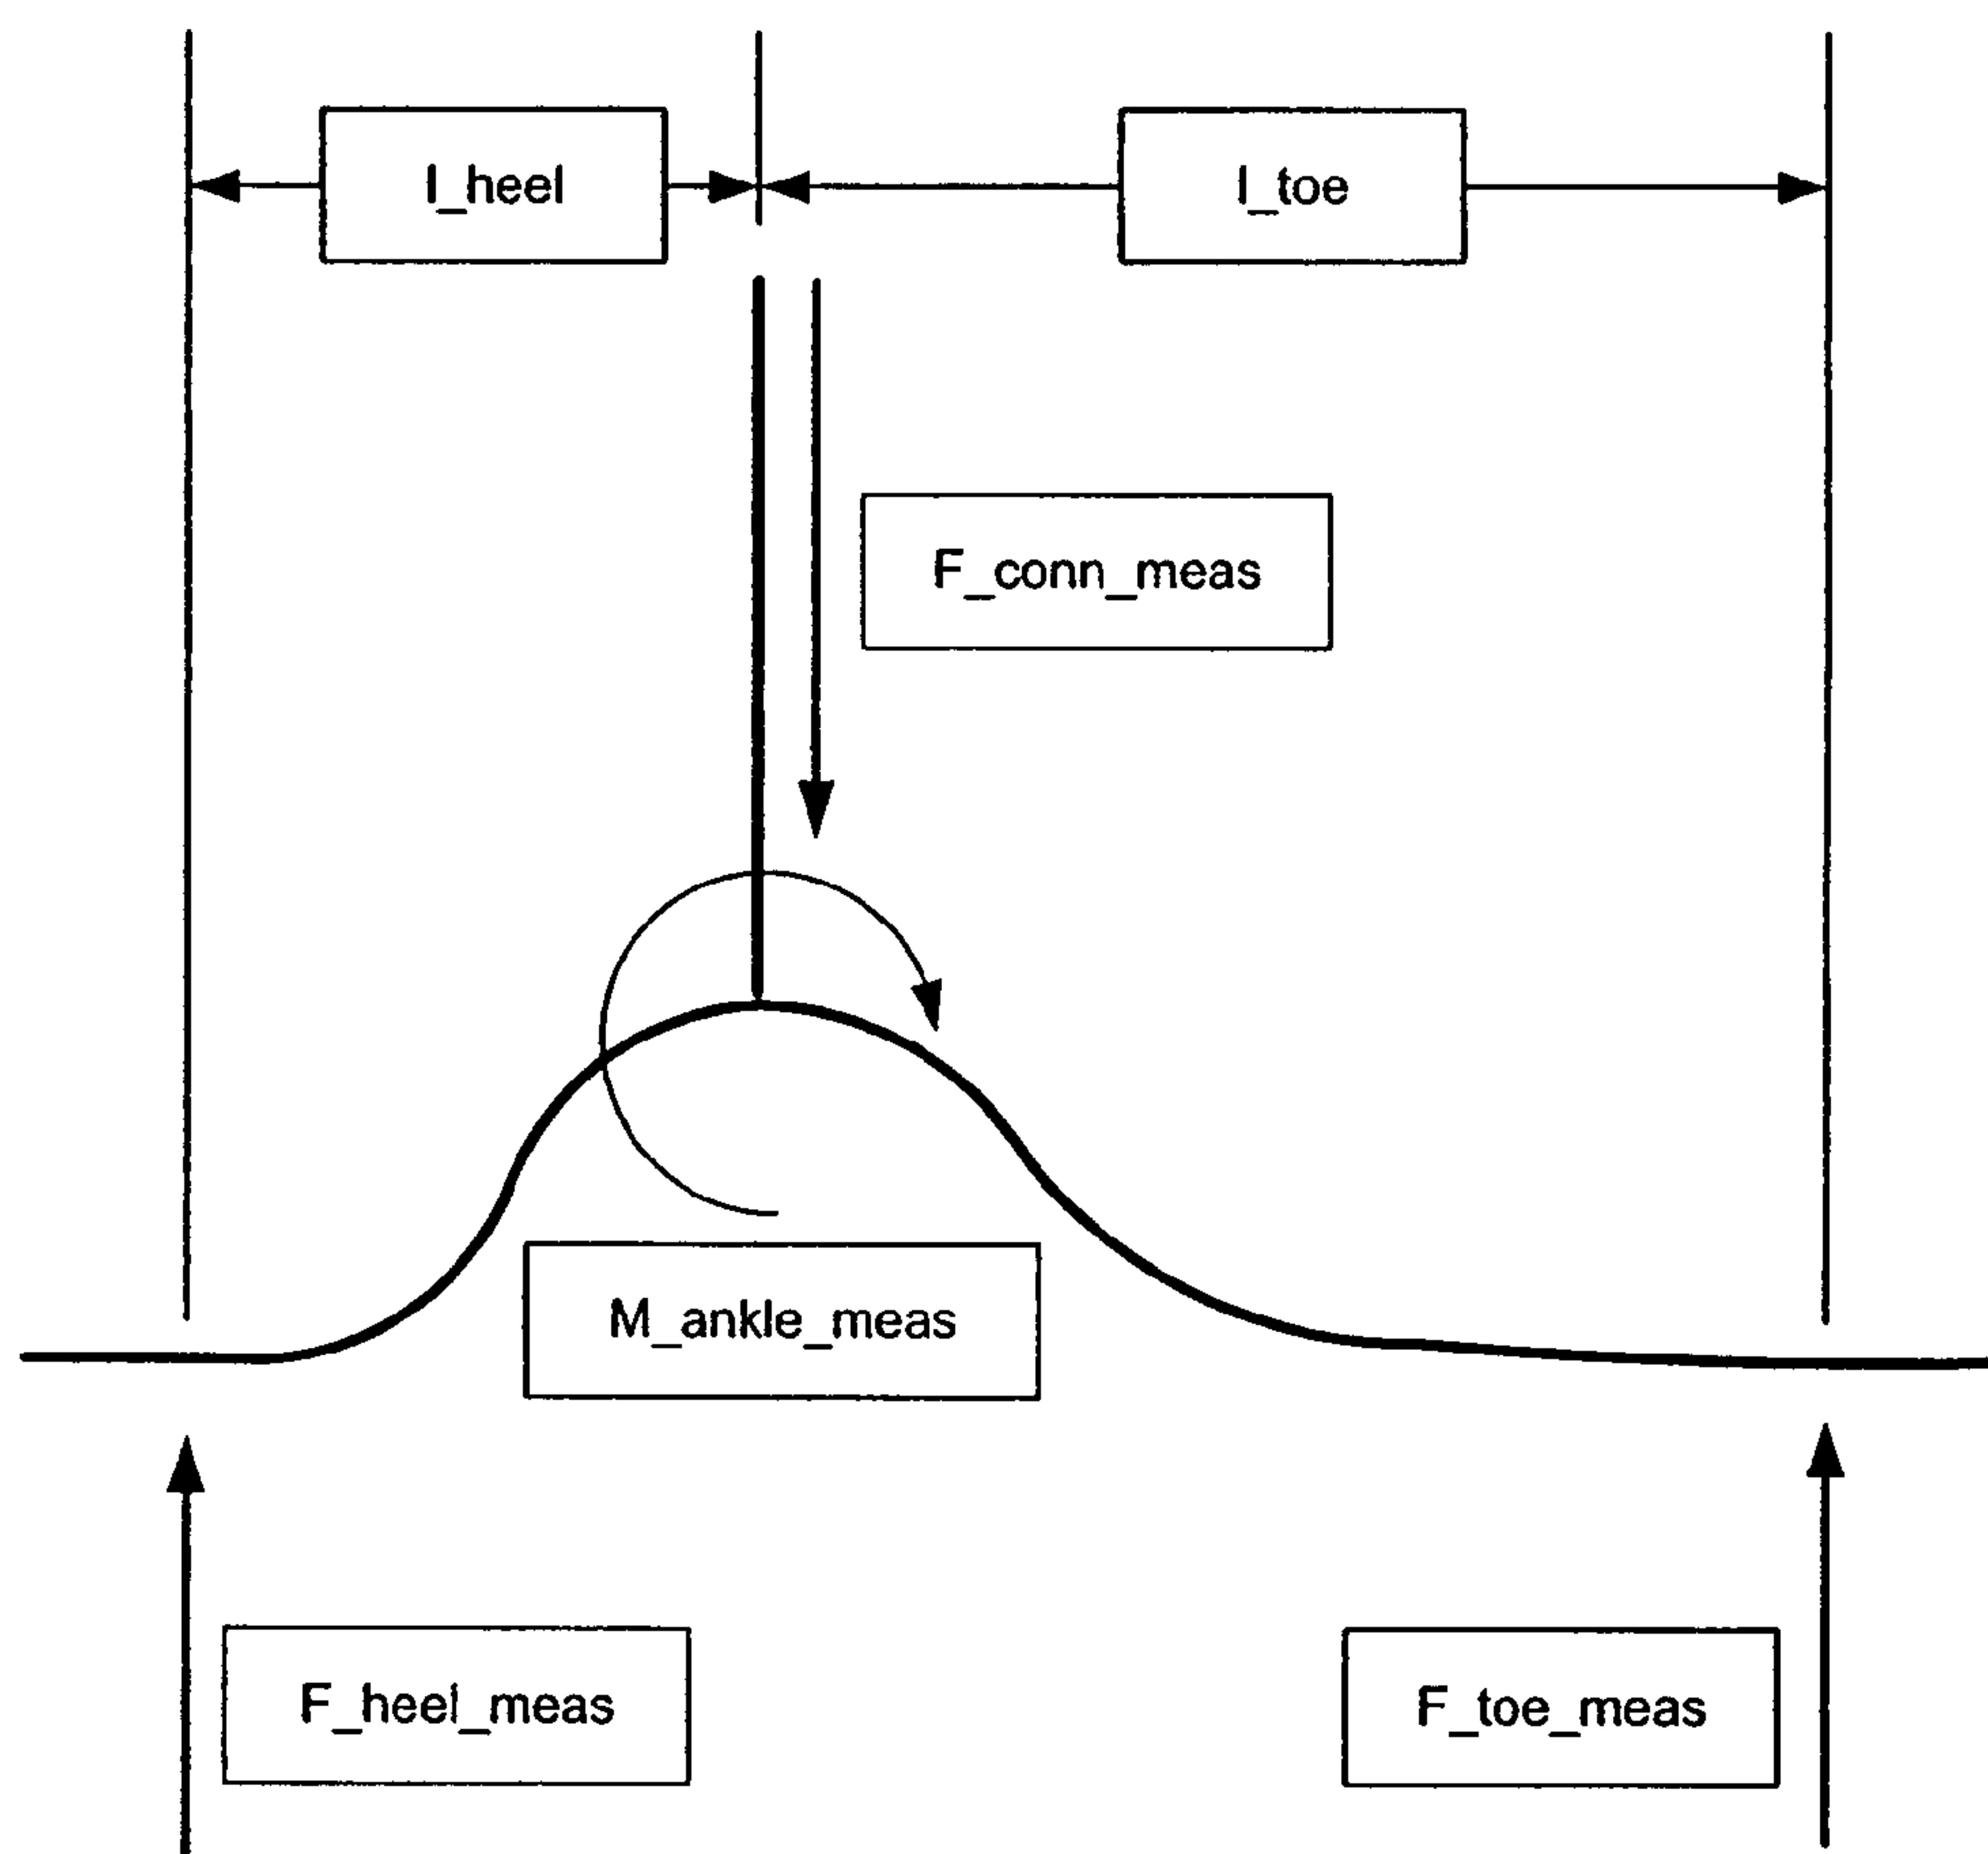 l_heel
l_toe
F_conn_meas
M_ankle_meas
F_heel_meas
F_toe_meas